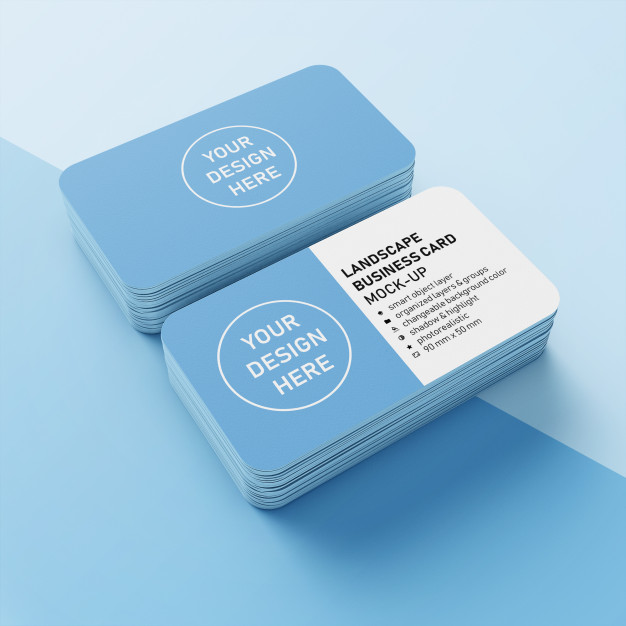 YOUR
DESIGN
HERE
YOUR
DESIGN
HERE
LANDSCAPE
BUSINESS CARD
MOCK-UP
smart object layer
organized layers & groups
changeable background color
shadow & highlight
photorealistic
90 mm x 50 mm